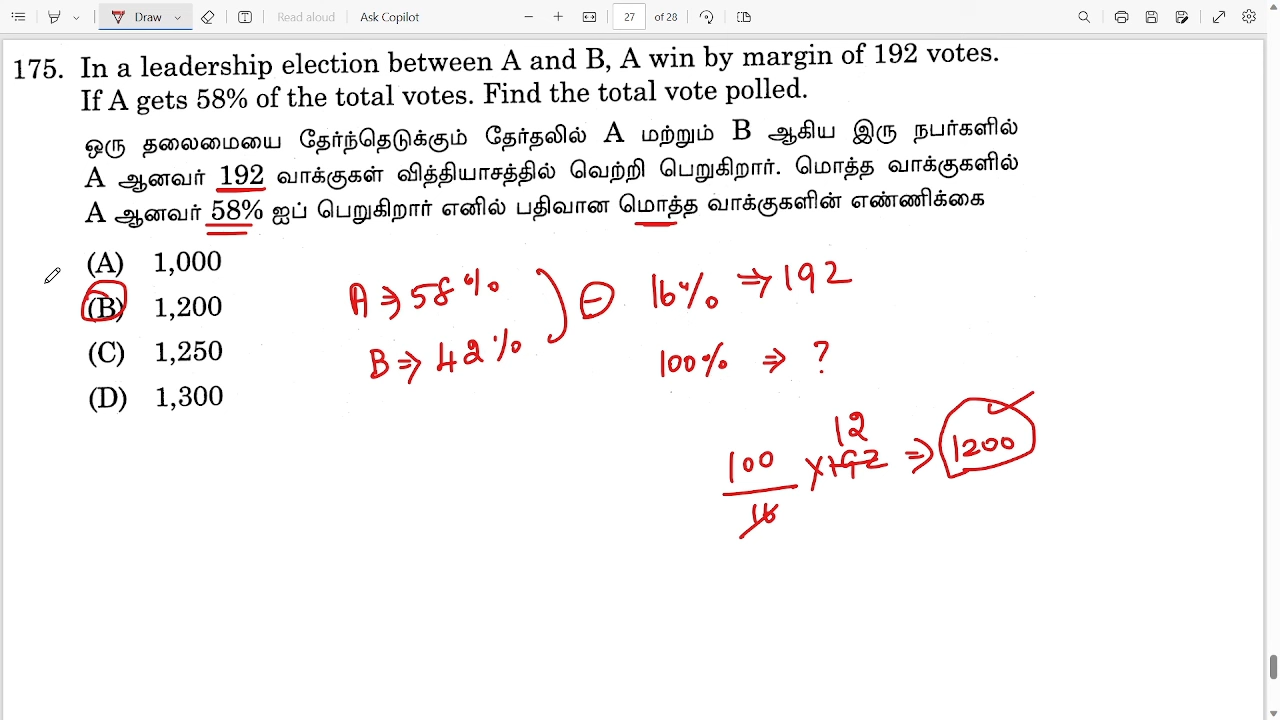 Draw Read aloud Ask Copilot 27 of 28
175. In a leadership election between A and B, A win by margin of 192 votes.
If A gets 58% of the total votes. Find the total vote polled.
ஒரு தலைமையை தேர்ந்தெடுக்கும் தேர்தலில் A மற்றும் B ஆகிய இரு நபர்களில்
A ஆனவர் 192 வாக்குகள் வித்தியாசத்தில் வெற்றி பெறுகிறார். மொத்த வாக்குகளில்
A ஆனவர் 58% ஐப் பெறுகிறார் எனில் பதிவான மொத்த வாக்குகளின் எண்ணிக்கை
(A) 1,000
(B) 1,200
(C) 1,250
(D) 1,300
A ⇒ 58% ⊖ 16% ⇒ 192
B ⇒ 42% 100% ⇒ ?
12
100 × 192 ⇒ 1200
16